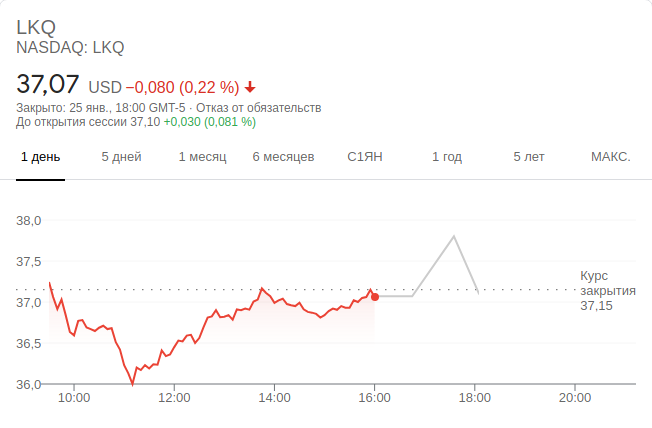 LKQ
NASDAQ: LKQ
37,07 USD −0,080 (0,22 %)
Закрыто: 25 янв., 18:00 GMT-5 · Отказ от обязательств
До открытия сессии 37,10 +0,030 (0,081 %)
1 день 5 дней 1 месяц 6 месяцев С1ЯН 1 год 5 лет МАКС.
38,0
37,5
Курс
закрытия
37,15
37,0
36,5
36,0
10:00 12:00 14:00 16:00 18:00 20:00